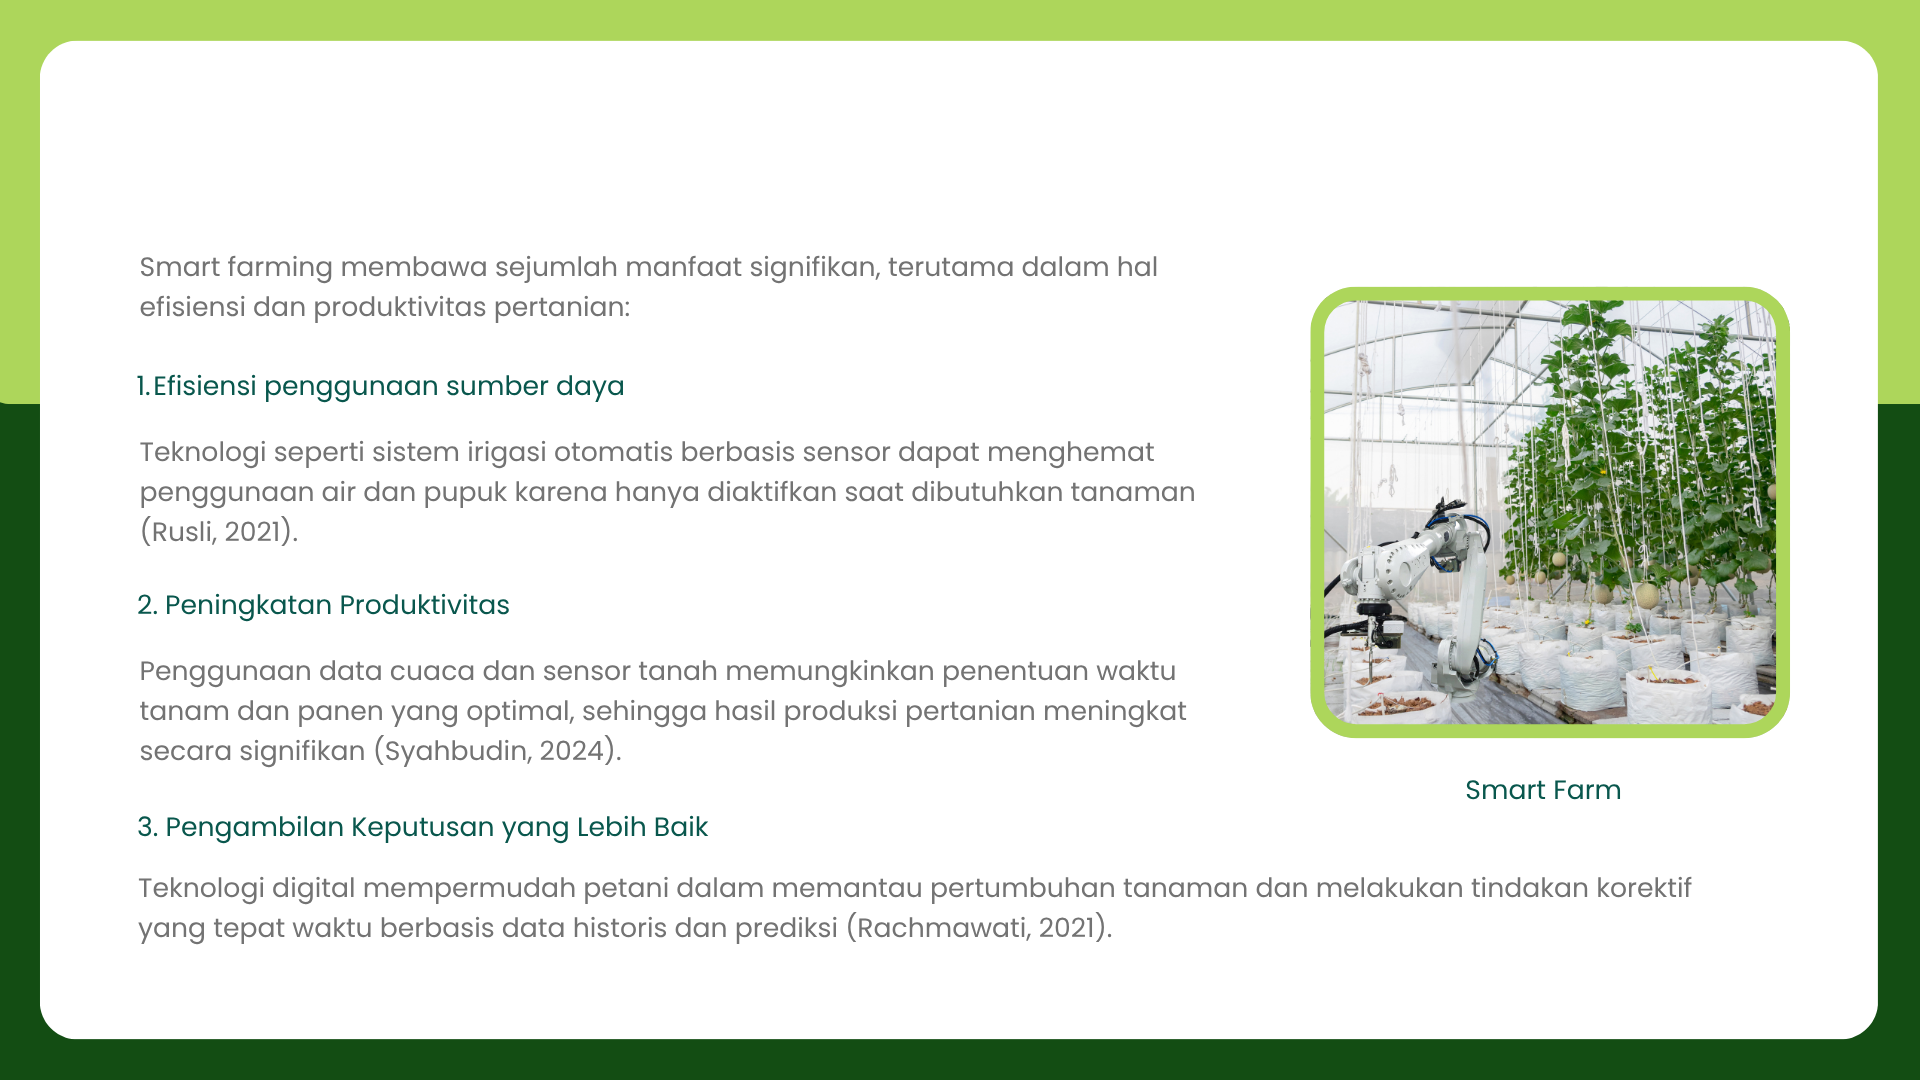 Smart farming membawa sejumlah manfaat signifikan, terutama dalam hal
efisiensi dan produktivitas pertanian:
1.Efisiensi penggunaan sumber daya
Teknologi seperti sistem irigasi otomatis berbasis sensor dapat menghemat
penggunaan air dan pupuk karena hanya diaktifkan saat dibutuhkan tanaman
(Rusli, 2021).
2. Peningkatan Produktivitas
Penggunaan data cuaca dan sensor tanah memungkinkan penentuan waktu
tanam dan panen yang optimal, sehingga hasil produksi pertanian meningkat
secara signifikan (Syahbudin, 2024).
Smart Farm
3. Pengambilan Keputusan yang Lebih Baik
Teknologi digital mempermudah petani dalam memantau pertumbuhan tanaman dan melakukan tindakan korektif
yang tepat waktu berbasis data historis dan prediksi (Rachmawati, 2021).